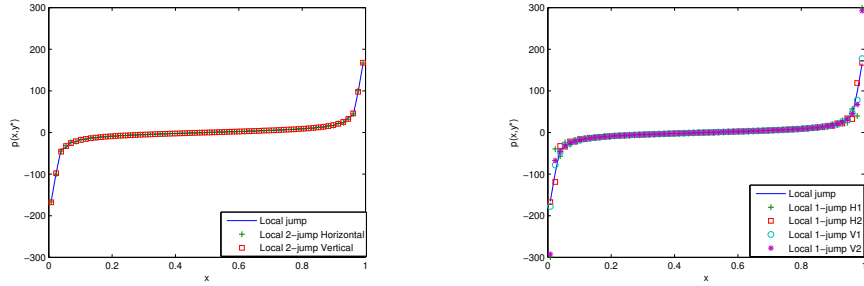 300
200
100
0
−100
−200
−300
0
0.2
0.4
0.6
0.8
1
x
p(x,y*)
Local jump
Local 2−jump Horizontal
Local 2−jump Vertical
300
200
100
0
−100
−200
−300
0
0.2
0.4
0.6
0.8
1
x
p(x,y*)
Local jump
Local 1−jump H1
Local 1−jump H2
Local 1−jump V1
Local 1−jump V2